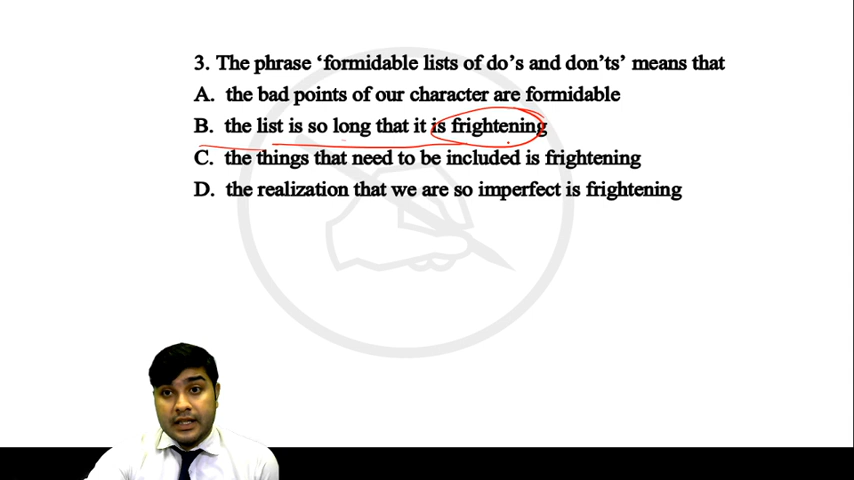 3. The phrase ‘formidable lists of do’s and don’ts’ means that
A. the bad points of our character are formidable
B. the list is so long that it is frightening
C. the things that need to be included is frightening
D. the realization that we are so imperfect is frightening